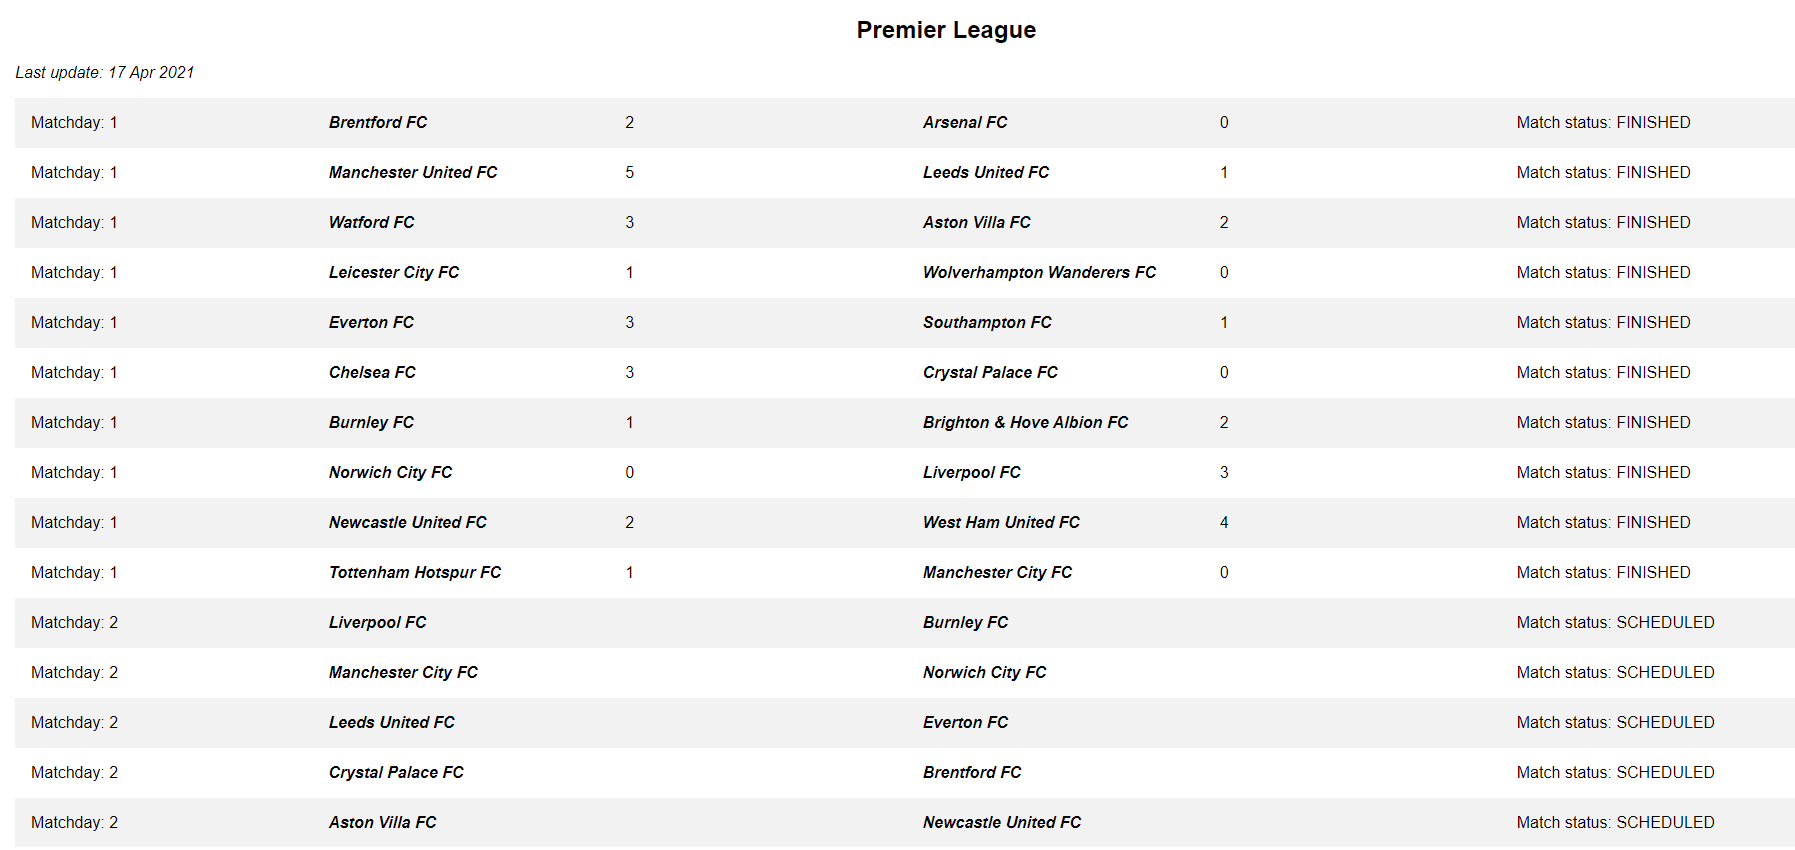 Premier League
Last update: 17 Apr 2021
Matchday: 1 Brentford FC 2 Arsenal FC 0 Match status: FINISHED
Matchday: 1 Manchester United FC 5 Leeds United FC 1 Match status: FINISHED
Matchday: 1 Watford FC 3 Aston Villa FC 2 Match status: FINISHED
Matchday: 1 Leicester City FC 1 Wolverhampton Wanderers FC 0 Match status: FINISHED
Matchday: 1 Everton FC 3 Southampton FC 1 Match status: FINISHED
Matchday: 1 Chelsea FC 3 Crystal Palace FC 0 Match status: FINISHED
Matchday: 1 Burnley FC 1 Brighton & Hove Albion FC 2 Match status: FINISHED
Matchday: 1 Norwich City FC 0 Liverpool FC 3 Match status: FINISHED
Matchday: 1 Newcastle United FC 2 West Ham United FC 4 Match status: FINISHED
Matchday: 1 Tottenham Hotspur FC 1 Manchester City FC 0 Match status: FINISHED
Matchday: 2 Liverpool FC Burnley FC Match status: SCHEDULED
Matchday: 2 Manchester City FC Norwich City FC Match status: SCHEDULED
Matchday: 2 Leeds United FC Everton FC Match status: SCHEDULED
Matchday: 2 Crystal Palace FC Brentford FC Match status: SCHEDULED
Matchday: 2 Aston Villa FC Newcastle United FC Match status: SCHEDULED